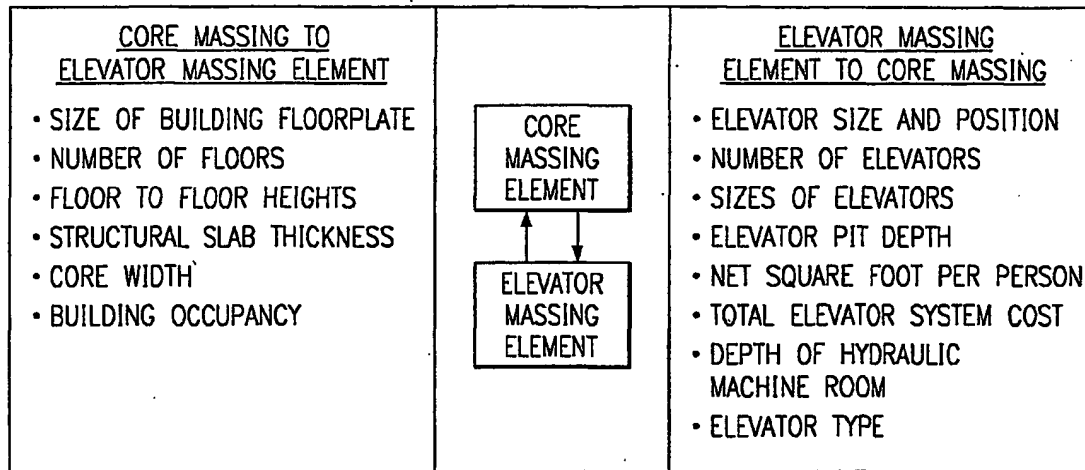 CORE MASSING TO
ELEVATOR MASSING ELEMENT
• SIZE OF BUILDING FLOORPLATE
• NUMBER OF FLOORS
• FLOOR TO FLOOR HEIGHTS
• STRUCTURAL SLAB THICKNESS
• CORE WIDTH
• BUILDING OCCUPANCY
CORE
MASSING
ELEMENT
ELEVATOR
MASSING
ELEMENT
ELEVATOR MASSING
ELEMENT TO CORE MASSING
• ELEVATOR SIZE AND POSITION
• NUMBER OF ELEVATORS
• SIZES OF ELEVATORS
• ELEVATOR PIT DEPTH
• NET SQUARE FOOT PER PERSON
• TOTAL ELEVATOR SYSTEM COST
• DEPTH OF HYDRAULIC
MACHINE ROOM
• ELEVATOR TYPE